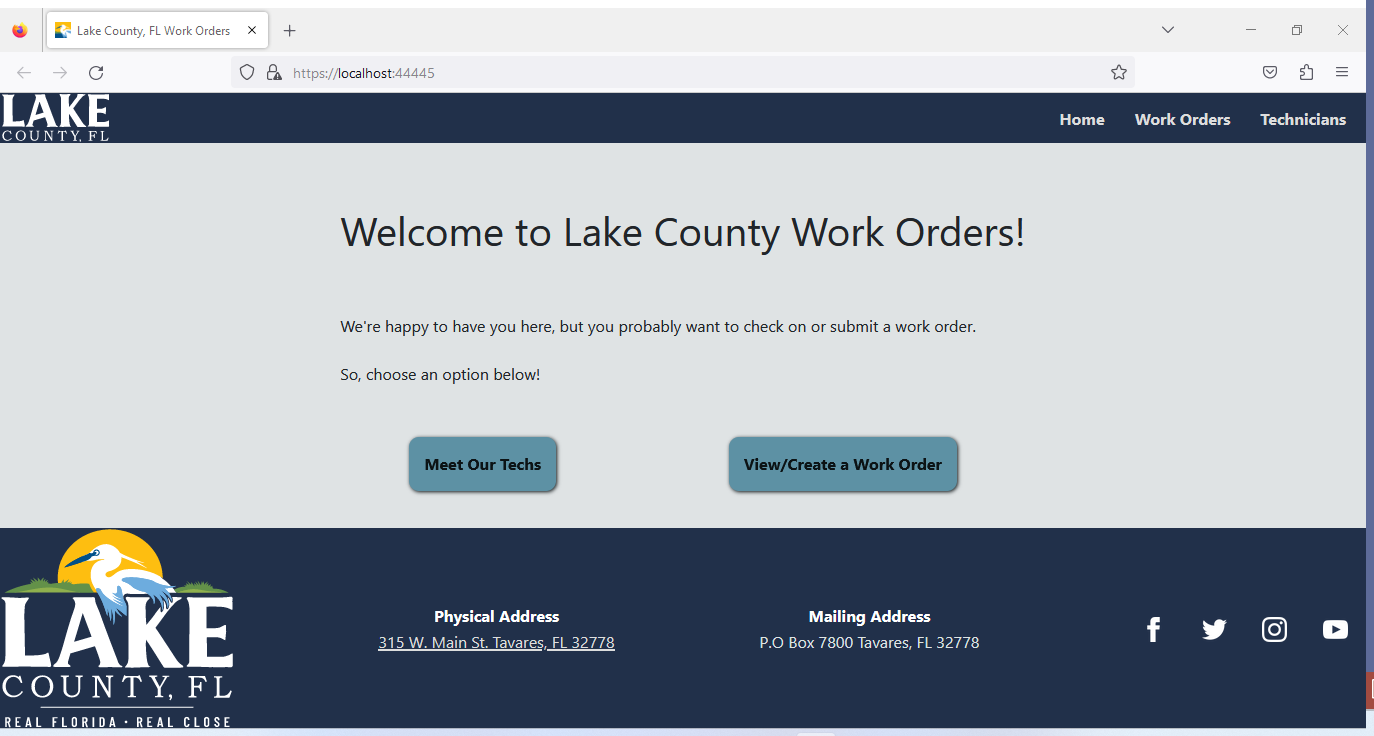 Lake County, FL Work Orders
https://localhost:44445
LAKE
COUNTY, FL
Home
Work Orders
Technicians
Welcome to Lake County Work Orders!
We're happy to have you here, but you probably want to check on or submit a work order.
So, choose an option below!
Meet Our Techs
View/Create a Work Order
LAKE
COUNTY, FL
REAL FLORIDA · REAL CLOSE
Physical Address
315 W. Main St. Tavares, FL 32778
Mailing Address
P.O Box 7800 Tavares, FL 32778